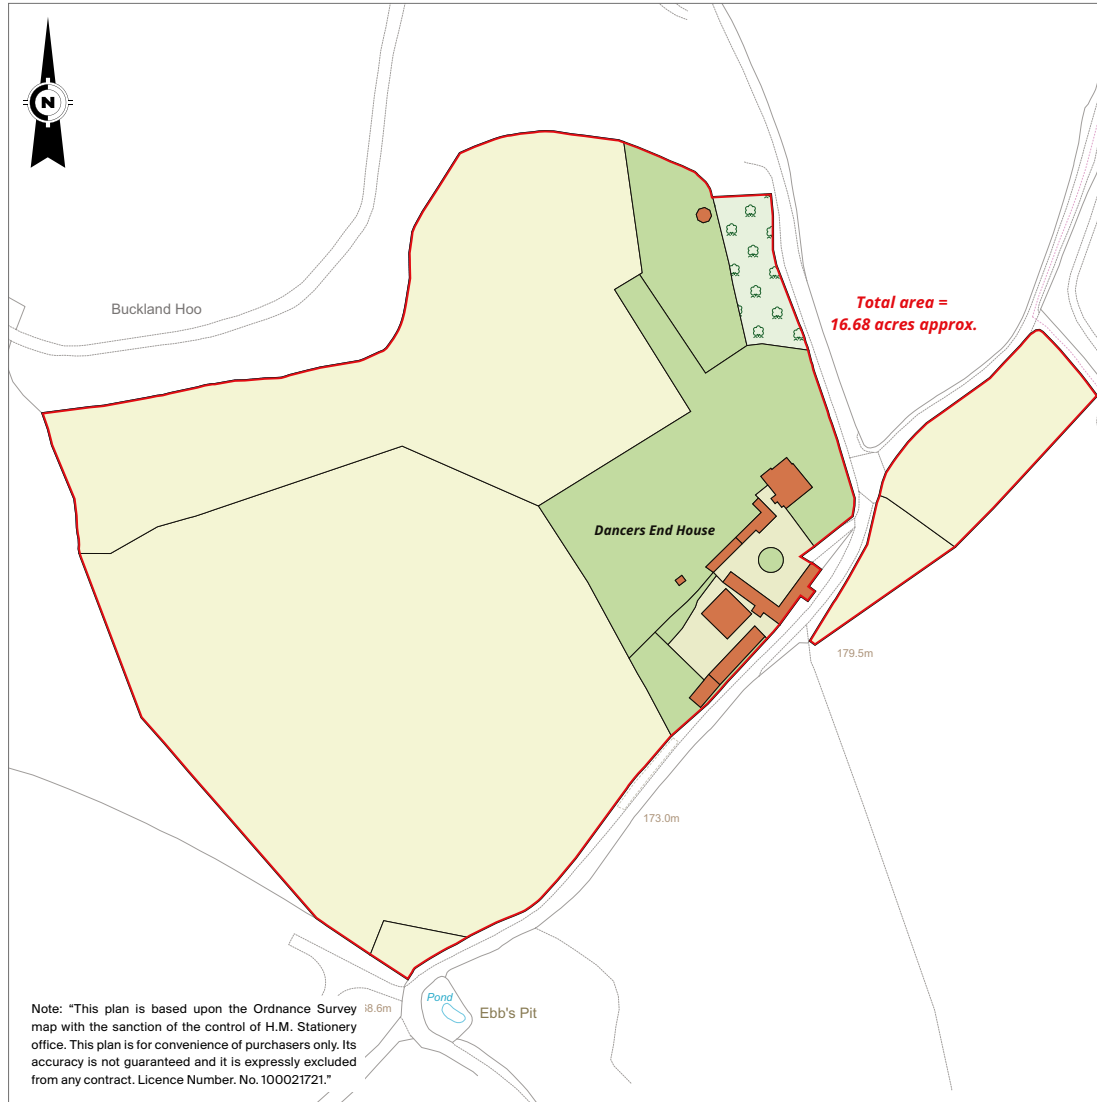 N
Buckland Hoo
Total area =
16.68 acres approx.
Dancers End House
179.5m
173.0m
Pond
Ebb's Pit
8.6m
Note: “This plan is based upon the Ordnance Survey
map with the sanction of the control of H.M. Stationery
office. This plan is for convenience of purchasers only. Its
accuracy is not guaranteed and it is expressly excluded
from any contract. Licence Number. No. 100021721.”